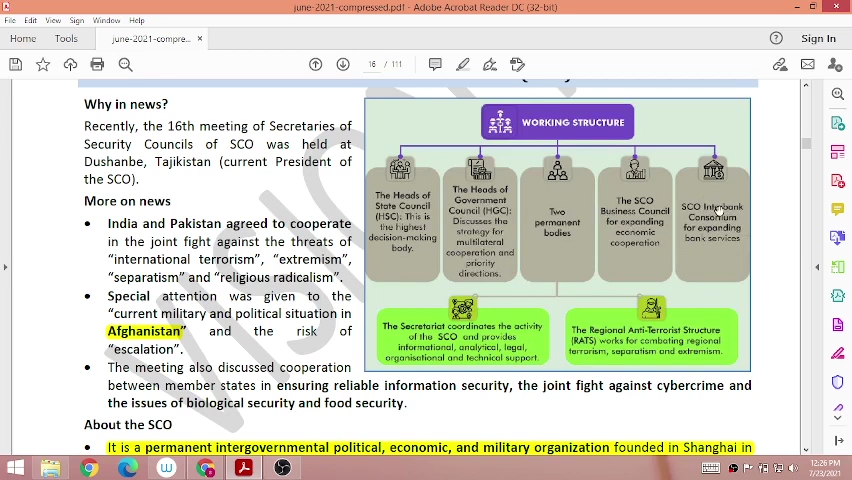 june-2021-compressed.pdf - Adobe Acrobat Reader DC (32-bit)
File Edit View Sign Window Help
Home Tools june-2021-compre... × Sign In
16 / 111
Why in news?
Recently, the 16th meeting of Secretaries of
Security Councils of SCO was held at
Dushanbe, Tajikistan (current President of
the SCO).
More on news
• India and Pakistan agreed to cooperate
in the joint fight against the threats of
“international terrorism”, “extremism”,
“separatism” and “religious radicalism”.
• Special attention was given to the
“current military and political situation in
Afghanistan” and the risk of
“escalation”.
• The meeting also discussed cooperation
between member states in ensuring reliable information security, the joint fight against cybercrime and
the issues of biological security and food security.
WORKING STRUCTURE
The Heads of
State Council
(HSC): This is
the highest
decision-making
body.
The Heads of
Government
Council (HGC):
Discusses the
strategy for
multilateral
cooperation and
priority
directions.
Two
permanent
bodies
The SCO
Business Council
for expanding
economic
cooperation
SCO Interbank
Consortium
for expanding
bank services
The Secretariat coordinates the activity
of the SCO and provides
informational, analytical, legal,
organisational and technical support.
The Regional Anti-Terrorist Structure
(RATS) works for combating regional
terrorism, separatism and extremism.
About the SCO
• It is a permanent intergovernmental political, economic, and military organization founded in Shanghai in
12:26 PM
7/23/2021